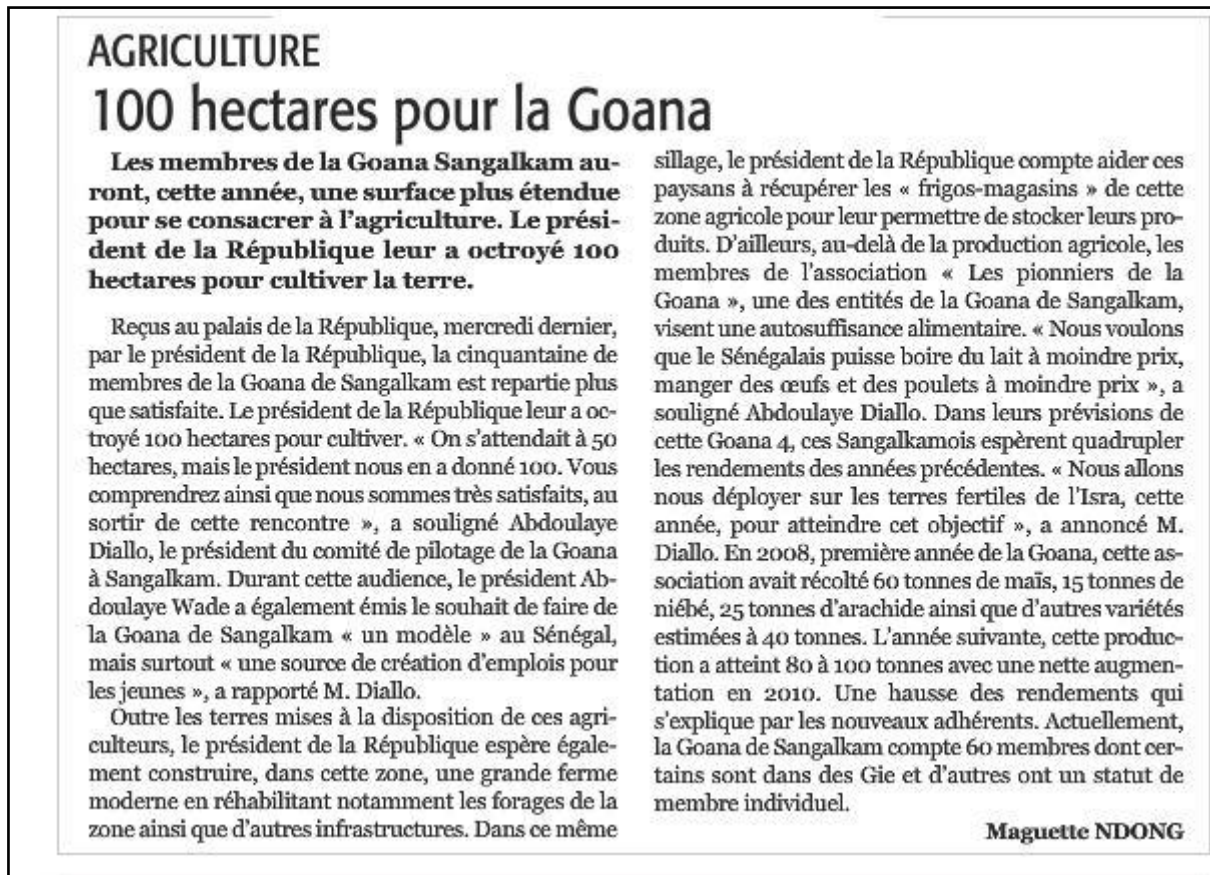 AGRICULTURE
100 hectares pour la Goana
Les membres de la Goana Sangalkam au-
ront, cette année, une surface plus étendue
pour se consacrer à l'agriculture. Le prési-
dent de la République leur a octroyé 100
hectares pour cultiver la terre.
Reçus au palais de la République, mercredi dernier,
par le président de la République, la cinquantaine de
membres de la Goana de Sangalkam est repartie plus
que satisfaite. Le président de la République leur a oc-
troyé 100 hectares pour cultiver. « On s'attendait à 50
hectares, mais le président nous en a donné 100. Vous
comprendrez ainsi que nous sommes très satisfaits, au
sortir de cette rencontre », a souligné Abdoulaye
Diallo, le président du comité de pilotage de la Goana
à Sangalkam. Durant cette audience, le président Ab-
doulaye Wade a également émis le souhait de faire de
la Goana de Sangalkam « un modèle » au Sénégal,
mais surtout « une source de création d'emplois pour
les jeunes », a rapporté M. Diallo.
Outre les terres mises à la disposition de ces agri-
culteurs, le président de la République espère égale-
ment construire, dans cette zone, une grande ferme
moderne en réhabilitant notamment les forages de la
zone ainsi que d'autres infrastructures. Dans ce même
sillage, le président de la République compte aider ces
paysans à récupérer les « frigos-magasins » de cette
zone agricole pour leur permettre de stocker leurs pro-
duits. D'ailleurs, au-delà de la production agricole, les
membres de l'association « Les pionniers de la
Goana », une des entités de la Goana de Sangalkam,
visent une autosuffisance alimentaire. « Nous voulons
que le Sénégalais puisse boire du lait à moindre prix,
manger des œufs et des poulets à moindre prix », a
souligné Abdoulaye Diallo. Dans leurs prévisions de
cette Goana 4, ces Sangalkamois espèrent quadrupler
les rendements des années précédentes. « Nous allons
nous déployer sur les terres fertiles de l'Isra, cette
année, pour atteindre cet objectif », a annoncé M.
Diallo. En 2008, première année de la Goana, cette as-
sociation avait récolté 60 tonnes de maïs, 15 tonnes de
niébé, 25 tonnes d'arachide ainsi que d'autres variétés
estimées à 40 tonnes. L'année suivante, cette produc-
tion a atteint 80 à 100 tonnes avec une nette augmen-
tation en 2010. Une hausse des rendements qui
s'explique par les nouveaux adhérents. Actuellement,
la Goana de Sangalkam compte 60 membres dont cer-
tains sont dans des Gie et d'autres ont un statut de
membre individuel.
Maguette NDONG